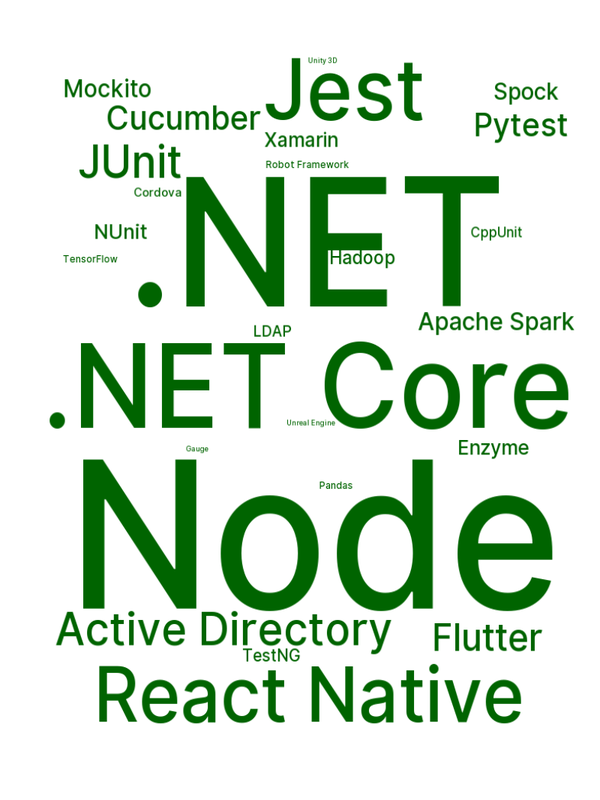 Unity 3D
Jest
Mockito
Spock
Cucumber
Pytest
Xamarin
JUnit
Robot Framework
Cordova
.NET
NUnit
CppUnit
TensorFlow
Hadoop
Apache Spark
LDAP
.NET Core
Unreal Engine
Gauge
Enzyme
Pandas
Node
Active Directory
Flutter
TestNG
React Native